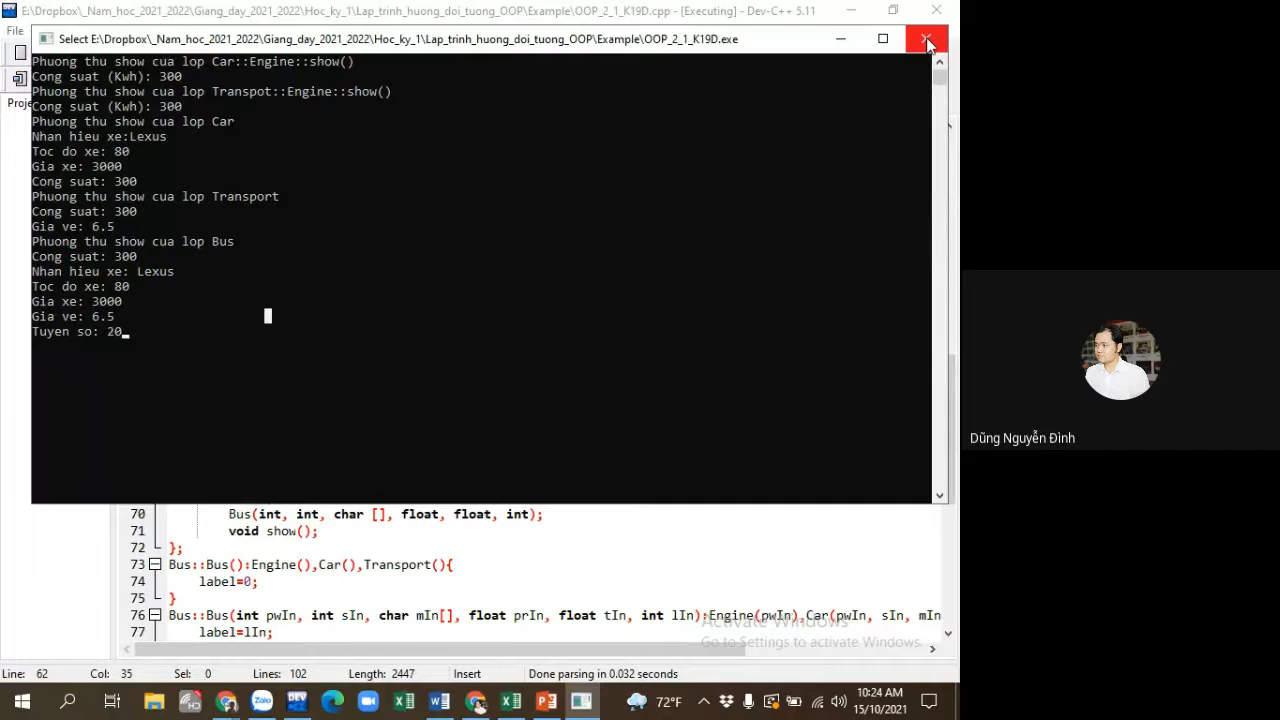 E:\Dropbox\_Nam_hoc_2021_2022\Giang_day_2021_2022\Hoc_ky_1\Lap_trinh_huong_doi_tuong_OOP\Example\OOP_2_1_K19D.cpp - [Executing] - Dev-C++ 5.11
File
Select E:\Dropbox\_Nam_hoc_2021_2022\Giang_day_2021_2022\Hoc_ky_1\Lap_trinh_huong_doi_tuong_OOP\Example\OOP_2_1_K19D.exe
Proje
Phuong thu show cua lop Car::Engine::show()
Cong suat (Kwh): 300
Phuong thu show cua lop Transpot::Engine::show()
Cong suat (Kwh): 300
Phuong thu show cua lop Car
Nhan hieu xe:Lexus
Toc do xe: 80
Gia xe: 3000
Cong suat: 300
Phuong thu show cua lop Transport
Cong suat: 300
Gia ve: 6.5
Phuong thu show cua lop Bus
Cong suat: 300
Nhan hieu xe: Lexus
Toc do xe: 80
Gia xe: 3000
Gia ve: 6.5
Tuyen so: 20
Dũng Nguyễn Đình
70 Bus(int, int, char [], float, float, int);
71 void show();
72 };
73 Bus::Bus():Engine(),Car(),Transport(){
74 label=0;
75 }
76 Bus::Bus(int pwIn, int sIn, char mIn[], float prIn, float tIn, int lIn):Engine(pwIn),Car(pwIn, sIn, mIn
77 label=lIn;
Activate Windows
Go to Settings to activate Windows.
Line: 62 Col: 35 Sel: 0 Lines: 102 Length: 2447 Insert Done parsing in 0.032 seconds
Zalo
DEV
72°F
10:24 AM
15/10/2021